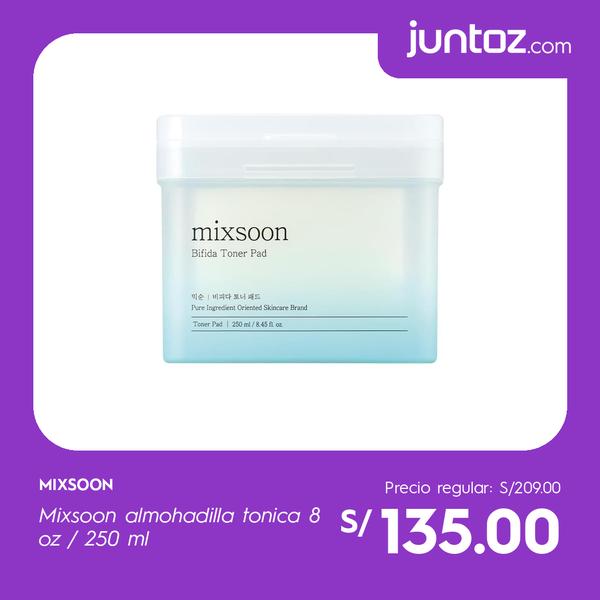 juntoz.com
mixsoon
Bifida Toner Pad
믹순 | 비피다 토너 패드
Pure Ingredient Oriented Skincare Brand
Toner Pad | 250 ml / 8.45 fl. oz.
MIXSOON
Mixsoon almohadilla tonica 8
oz / 250 ml
Precio regular: S/209.00
S/135.00